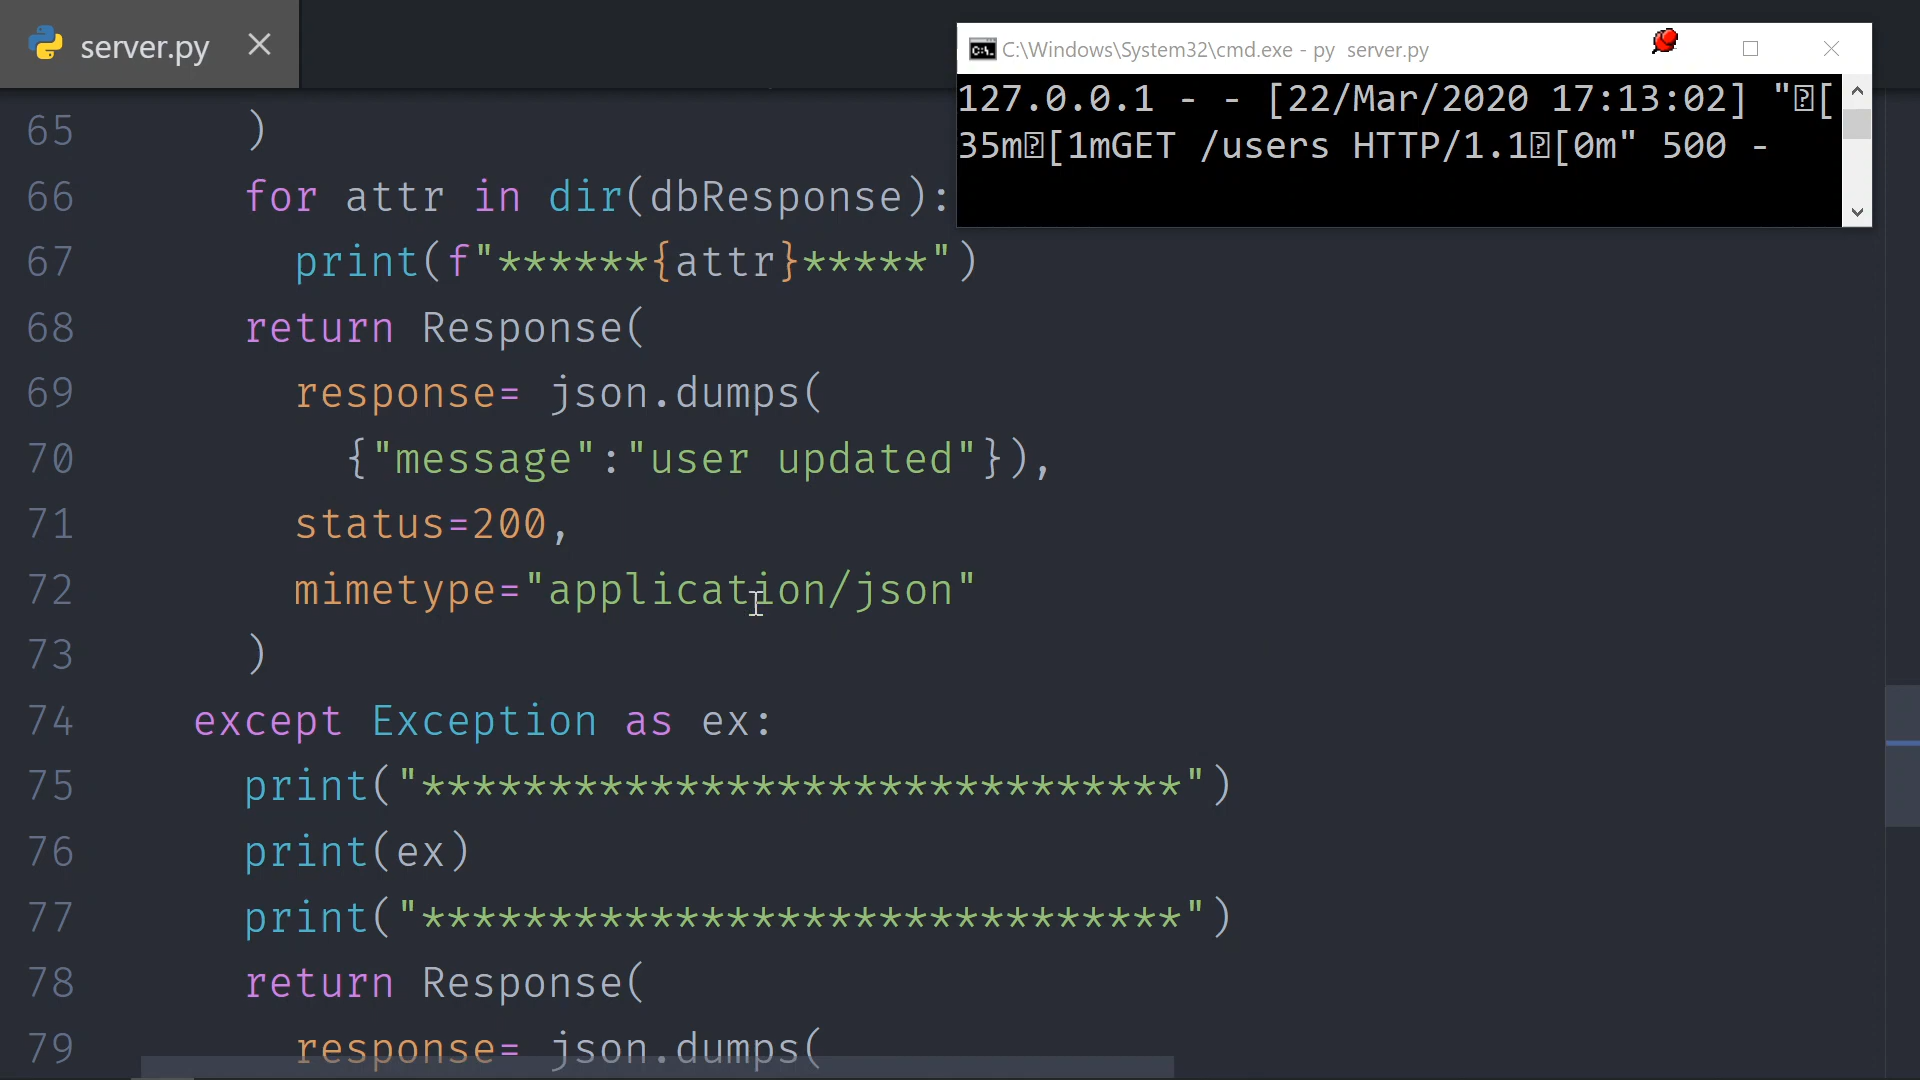 server.py
C:\Windows\System32\cmd.exe - py server.py
127.0.0.1 - - [22/Mar/2020 17:13:02] "[
35m[1mGET /users HTTP/1.1[0m" 500 -
65 )
66 for attr in dir(dbResponse):
67 print(f"******{attr}*****")
68 return Response(
69 response= json.dumps(
70 {"message":"user updated"}),
71 status=200,
72 mimetype="application/json"
73 )
74 except Exception as ex:
75 print("******************************")
76 print(ex)
77 print("******************************")
78 return Response(
79 response= json.dumps(